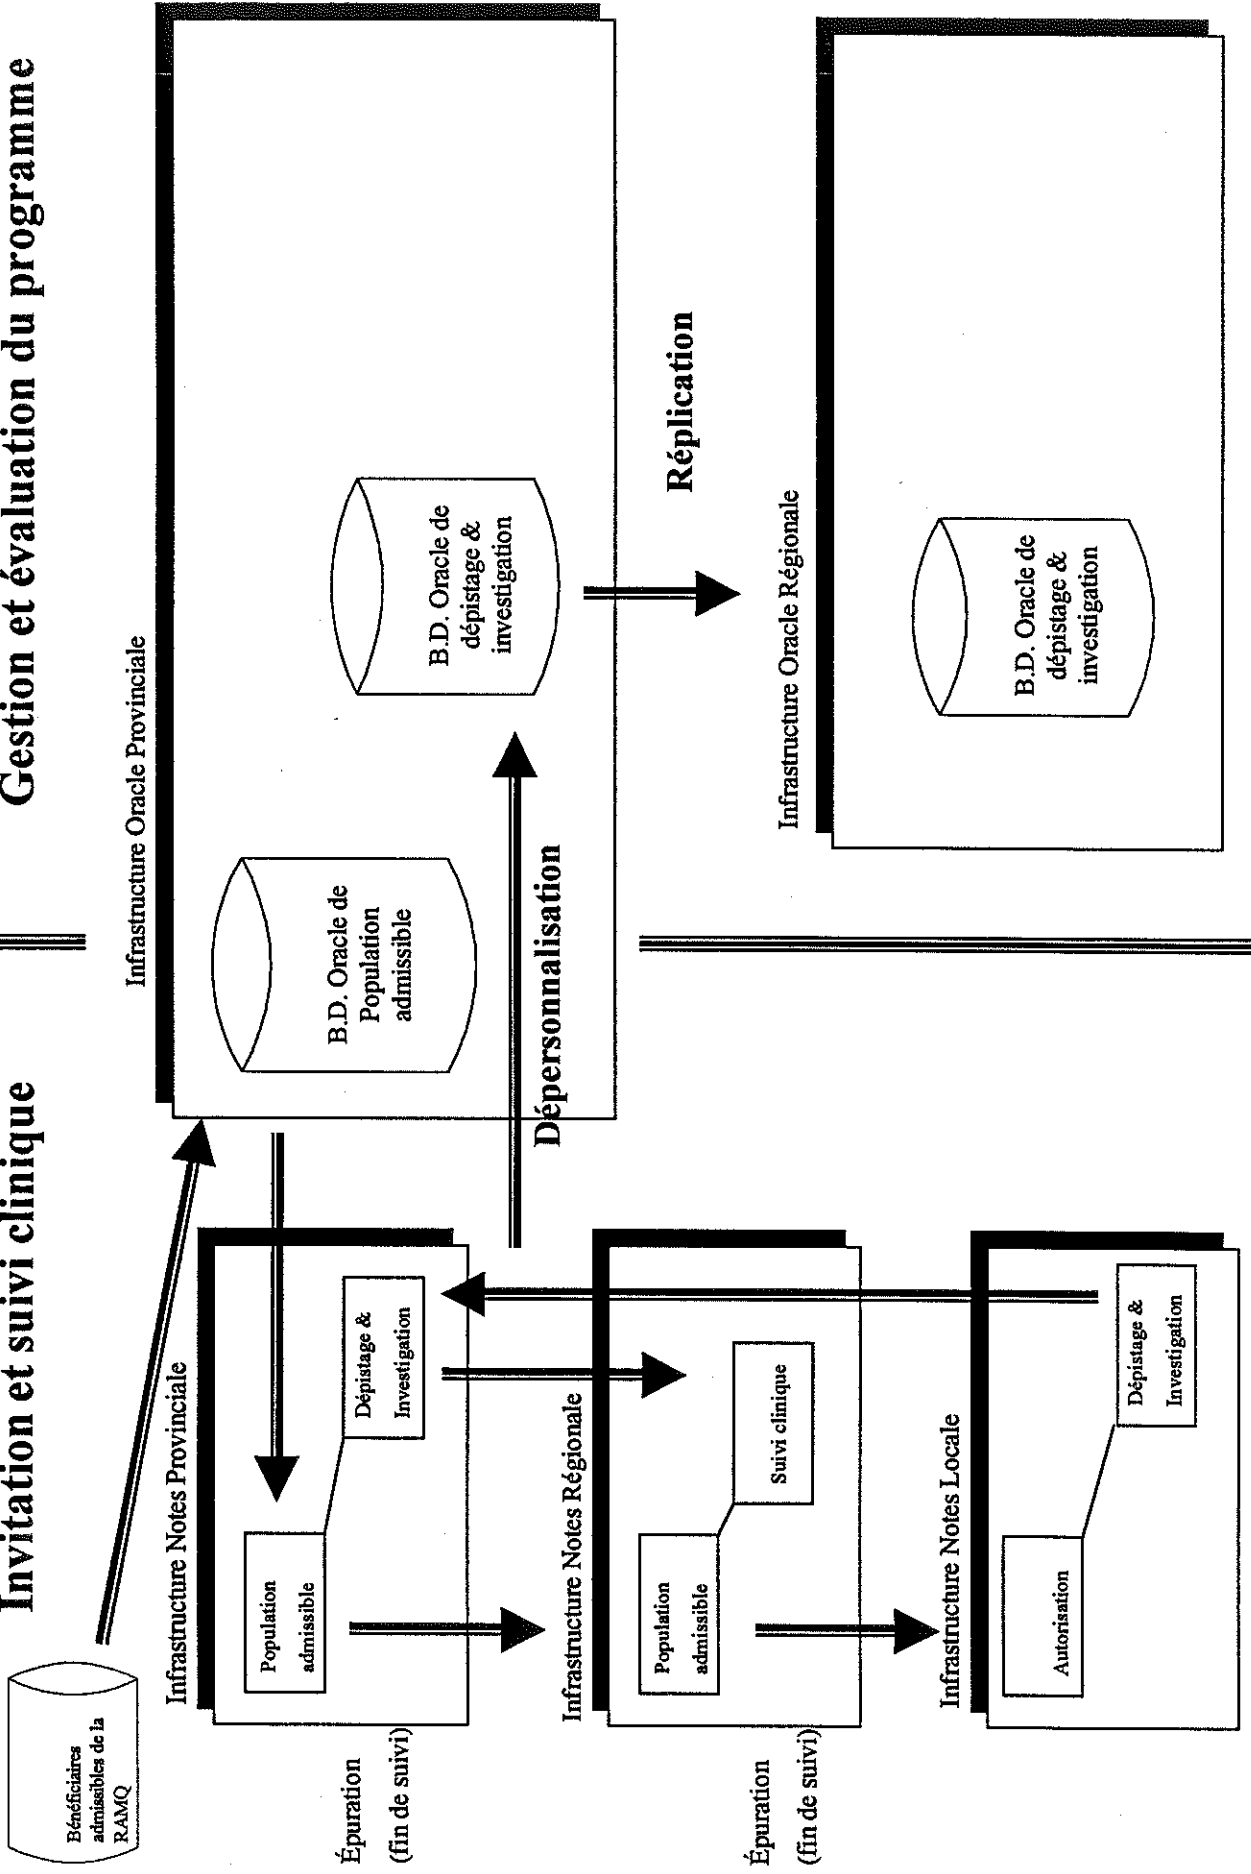 Invitation et suivi clinique
Gestion et évaluation du programme
Bénéficiaires
admissibles de la
RAMQ
Infrastructure Oracle Provinciale
B.D. Oracle de
Population
admissible
B.D. Oracle de
dépistage &
investigation
Infrastructure Notes Provinciale
Population
admissible
Dépistage &
Investigation
Épuration
(fin de suivi)
Dépersonnalisation
Réplication
Infrastructure Notes Régionale
Population
admissible
Suivi clinique
Épuration
(fin de suivi)
Infrastructure Oracle Régionale
B.D. Oracle de
dépistage &
investigation
Infrastructure Notes Locale
Autorisation
Dépistage &
Investigation